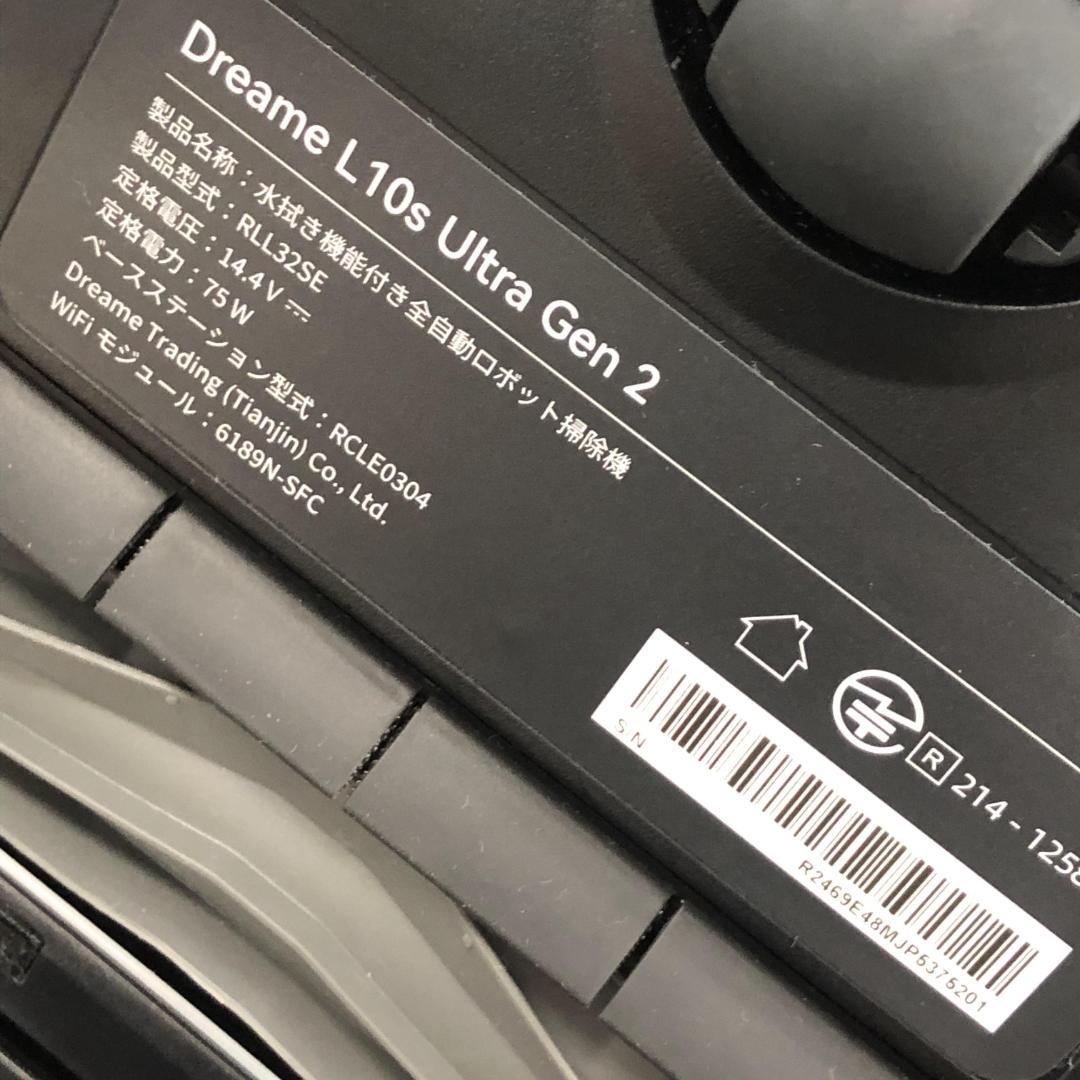 Dreame L10s Ultra Gen 2
製品名称：水拭き機能付き全自動ロボット掃除機
製品型式：RLL32SE
定格電圧：14.4 V ⎓
定格電力：75 W
ベースステーション型式：RCLE0304
Dreame Trading (Tianjin) Co., Ltd.
WiFi モジュール：6189N-SFC
R 214 - 1258
S N
R2469E48MJP5375201